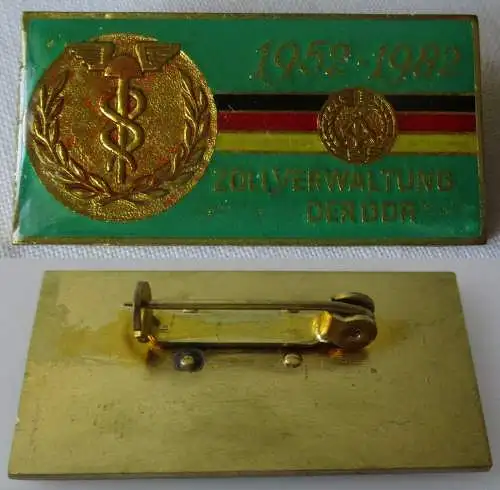 1952-1982
ZOLLVERWALTUNG
DER DDR